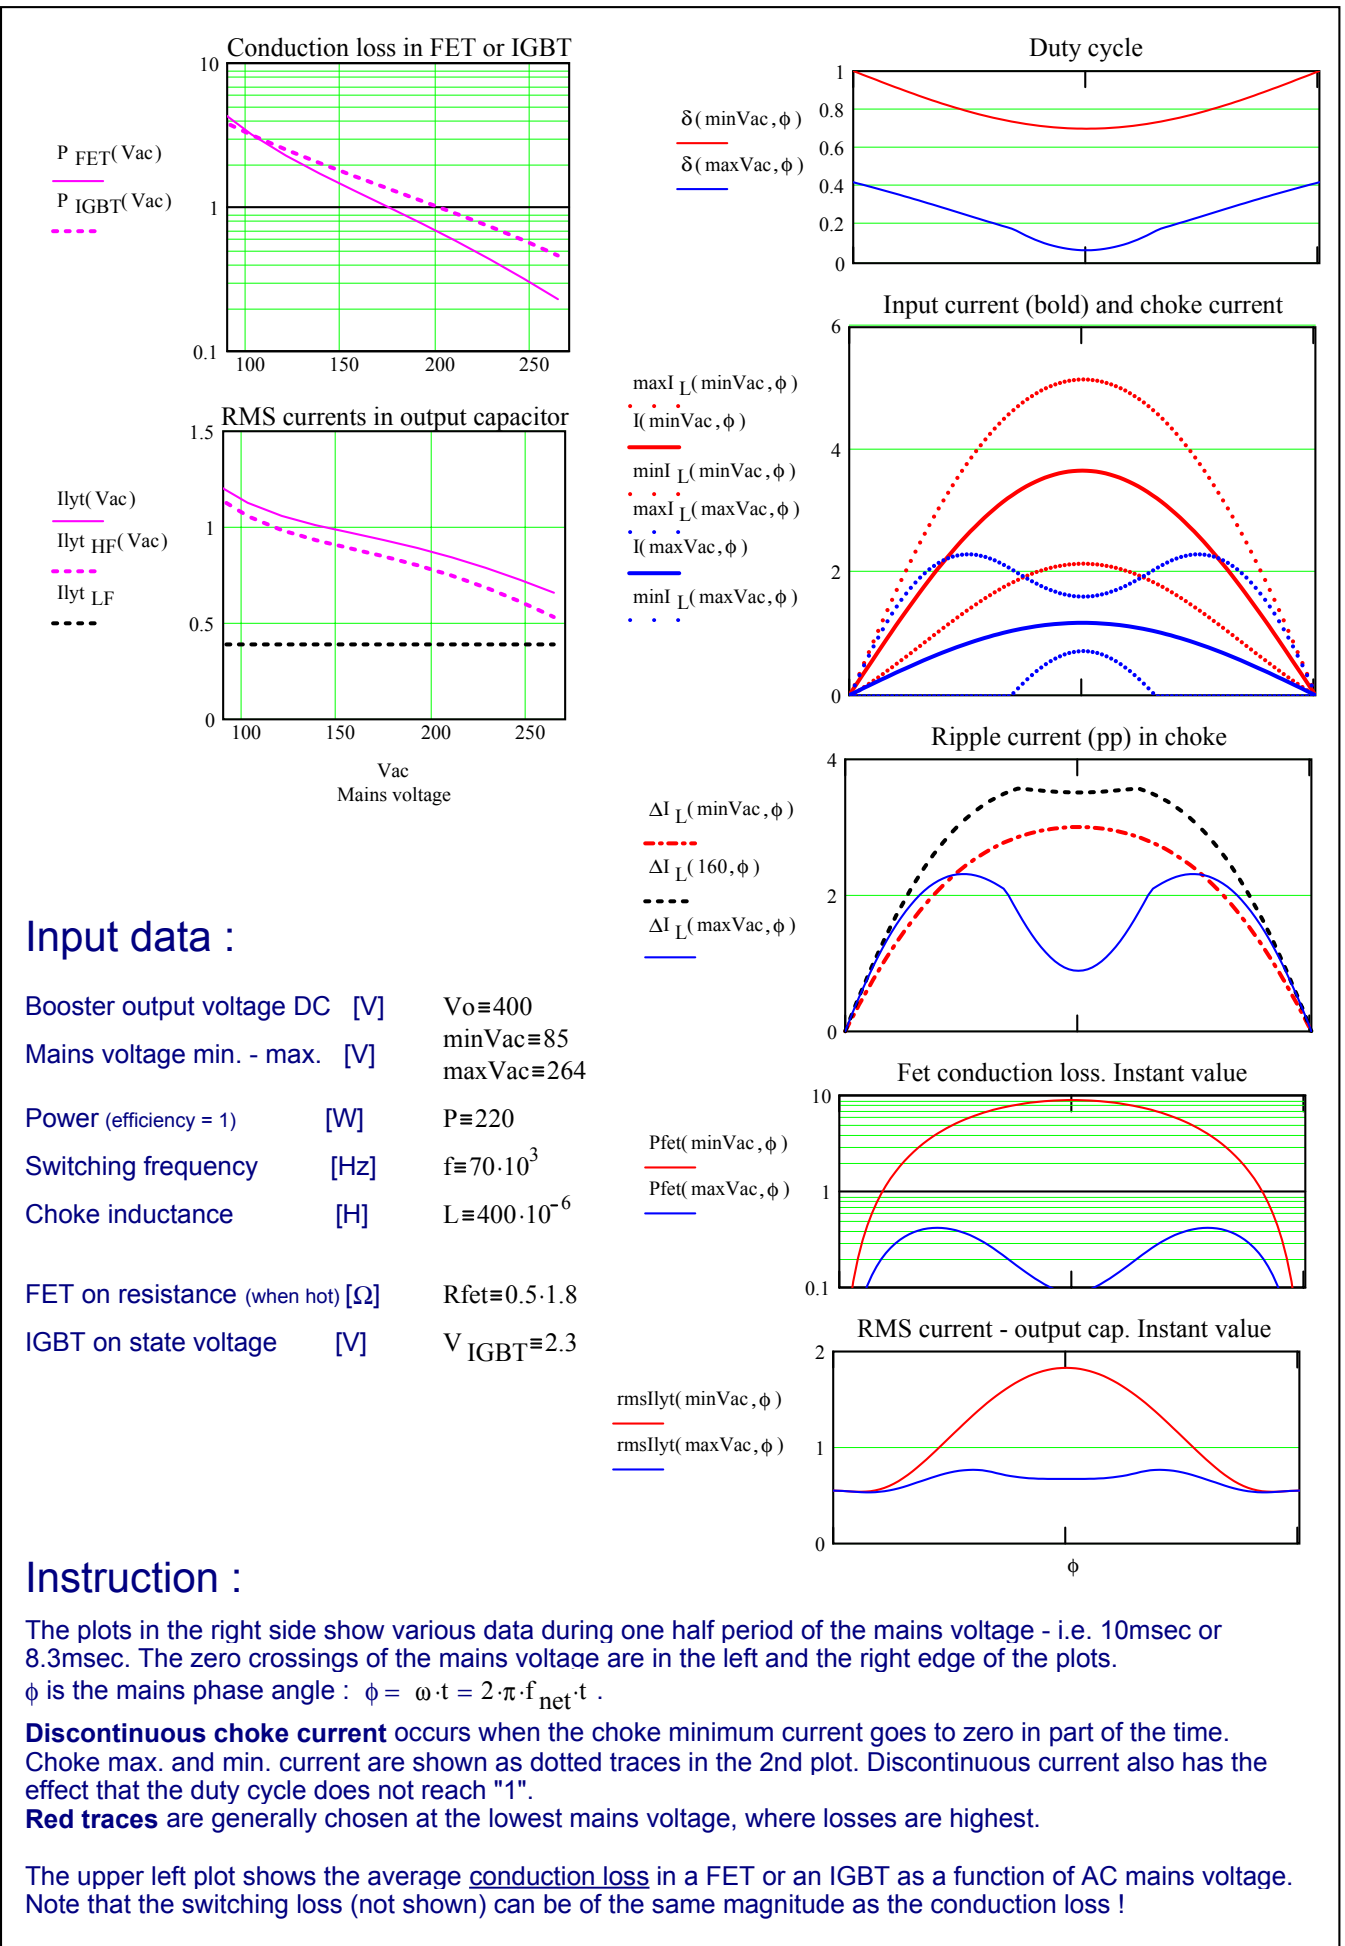 Conduction loss in FET or IGBT
10
1
0.1
P FET(Vac)
P IGBT(Vac)
100 150 200 250
RMS currents in output capacitor
1.5
1
0.5
0
Ilyt(Vac)
Ilyt HF(Vac)
Ilyt LF
100 150 200 250
Vac
Mains voltage
Duty cycle
1
0.8
0.6
0.4
0.2
0
δ(minVac,ϕ)
δ(maxVac,ϕ)
Input current (bold) and choke current
6
4
2
0
maxI L(minVac,ϕ)
I(minVac,ϕ)
minI L(minVac,ϕ)
maxI L(maxVac,ϕ)
I(maxVac,ϕ)
minI L(maxVac,ϕ)
Ripple current (pp) in choke
4
2
0
ΔI L(minVac,ϕ)
ΔI L(160,ϕ)
ΔI L(maxVac,ϕ)
Fet conduction loss. Instant value
10
1
0.1
Pfet(minVac,ϕ)
Pfet(maxVac,ϕ)
RMS current - output cap. Instant value
2
1
0
rmsIlyt(minVac,ϕ)
rmsIlyt(maxVac,ϕ)
ϕ
Input data :
Booster output voltage DC [V] Vo≡400
Mains voltage min. - max. [V] minVac≡85
maxVac≡264
Power (efficiency = 1) [W] P≡220
Switching frequency [Hz] f≡70·10^3
Choke inductance [H] L≡400·10^-6
FET on resistance (when hot) [Ω] Rfet≡0.5·1.8
IGBT on state voltage [V] V IGBT≡2.3
Instruction :
The plots in the right side show various data during one half period of the mains voltage - i.e. 10msec or
8.3msec. The zero crossings of the mains voltage are in the left and the right edge of the plots.
ϕ is the mains phase angle : ϕ = ω·t = 2·π·f net·t .
Discontinuous choke current occurs when the choke minimum current goes to zero in part of the time.
Choke max. and min. current are shown as dotted traces in the 2nd plot. Discontinuous current also has the
effect that the duty cycle does not reach "1".
Red traces are generally chosen at the lowest mains voltage, where losses are highest.
The upper left plot shows the average conduction loss in a FET or an IGBT as a function of AC mains voltage.
Note that the switching loss (not shown) can be of the same magnitude as the conduction loss !